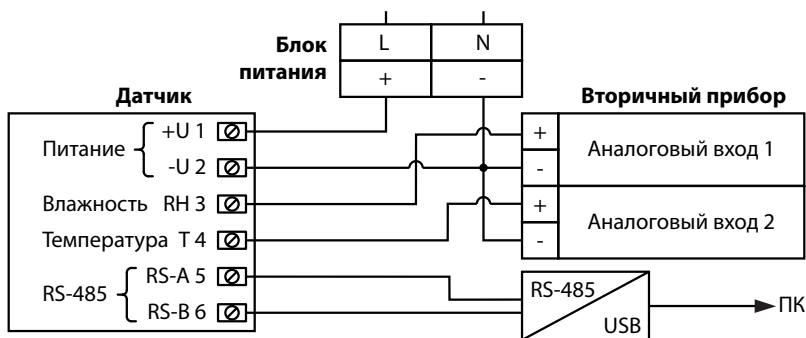 Блок питания
L N
+ -
Датчик
Вторичный прибор
Питание
+U 1
-U 2
Влажность RH 3
Температура T 4
RS-485
RS-A 5
RS-B 6
+
-
Аналоговый вход 1
+
-
Аналоговый вход 2
RS-485
USB
ПК